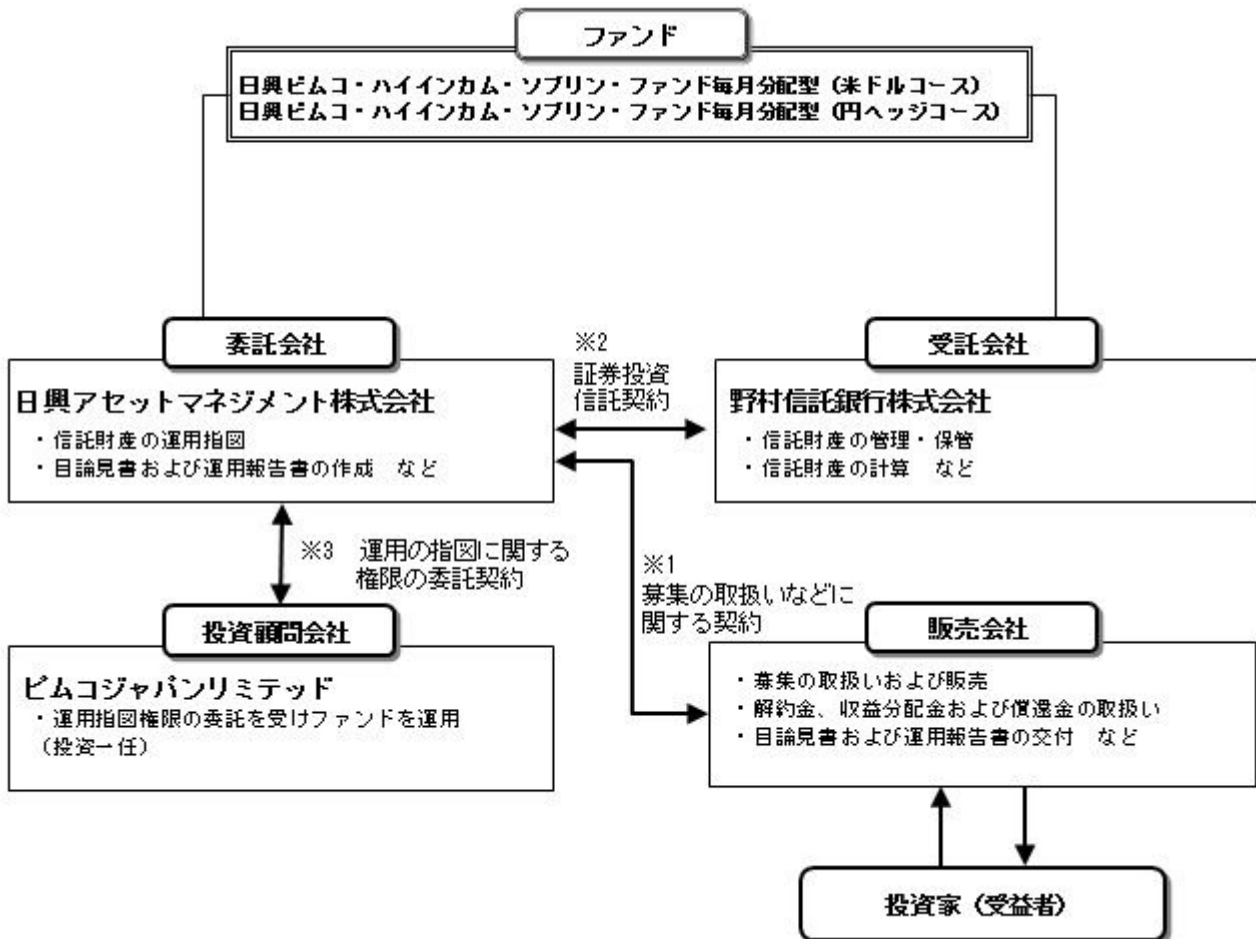 ファンド
日興ピムコ・ハイインカム・ソブリン・ファンド毎月分配型（米ドルコース）
日興ピムコ・ハイインカム・ソブリン・ファンド毎月分配型（円ヘッジコース）
委託会社
日興アセットマネジメント株式会社
・信託財産の運用指図
・目論見書および運用報告書の作成　など
※2
証券投資
信託契約
受託会社
野村信託銀行株式会社
・信託財産の管理・保管
・信託財産の計算　など
※3　運用の指図に関する
権限の委託契約
※1
募集の取扱いなどに
関する契約
投資顧問会社
ピムコジャパンリミテッド
・運用指図権限の委託を受けファンドを運用
（投資一任）
販売会社
・募集の取扱いおよび販売
・解約金、収益分配金および償還金の取扱い
・目論見書および運用報告書の交付　など
投資家（受益者）